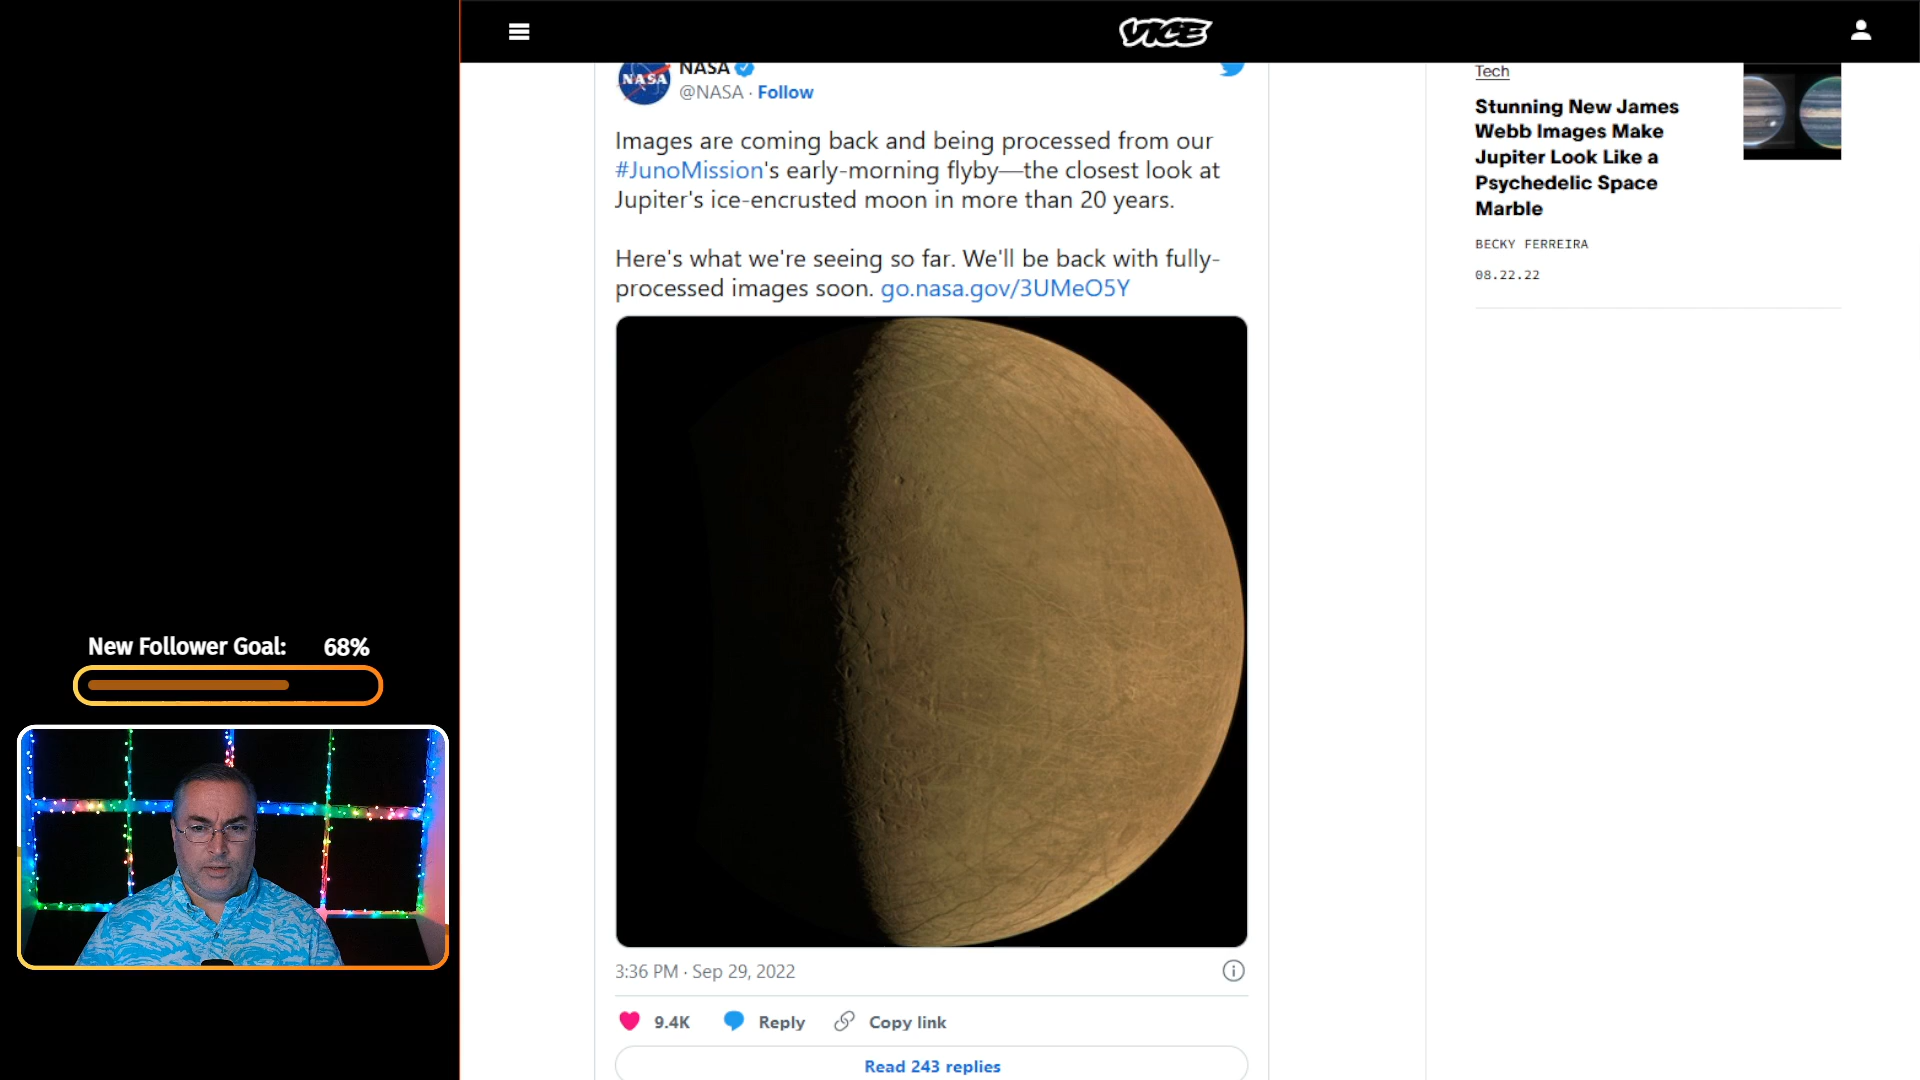 VICE
NASA
NASA
@NASA · Follow
Images are coming back and being processed from our
#JunoMission's early-morning flyby—the closest look at
Jupiter's ice-encrusted moon in more than 20 years.
Here's what we're seeing so far. We'll be back with fully-
processed images soon. go.nasa.gov/3UMeO5Y
3:36 PM · Sep 29, 2022
9.4K
Reply
Copy link
Read 243 replies
Tech
Stunning New James
Webb Images Make
Jupiter Look Like a
Psychedelic Space
Marble
BECKY FERREIRA
08.22.22
New Follower Goal: 68%